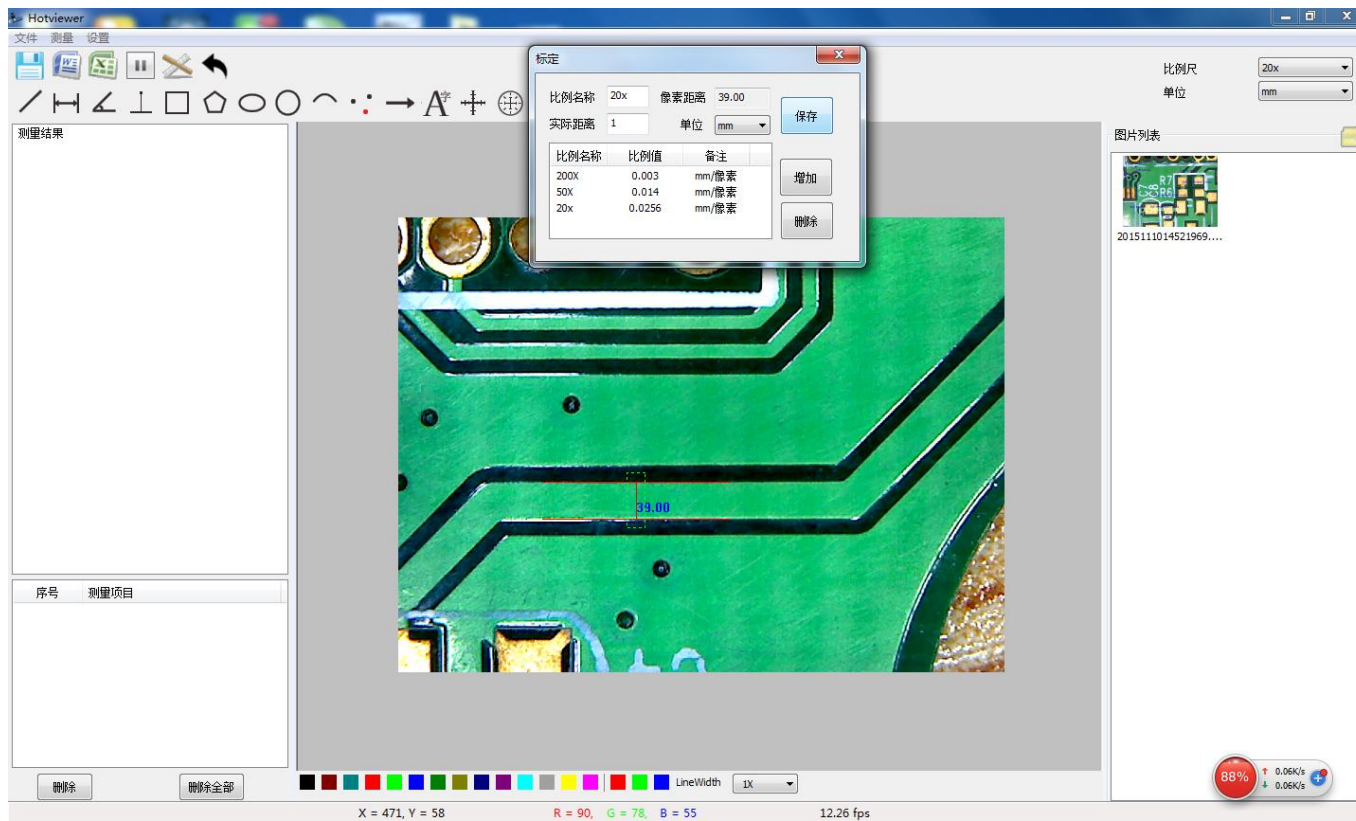 Hotviewer
文件 测量 设置
标定
比例名称 20x 像素距离 39.00
实际距离 1 单位 mm
保存
比例名称 比例值 备注
200X 0.003 mm/像素
50X 0.014 mm/像素
20x 0.0256 mm/像素
增加
删除
比例尺 20x
单位 mm
测量结果
图片列表
R7
R6
2015111014521969....
39.00
序号 测量项目
删除 删除全部
LineWidth 1X
88% 0.06K/s
0.06K/s
X = 471, Y = 58 R = 90, G = 78, B = 55 12.26 fps